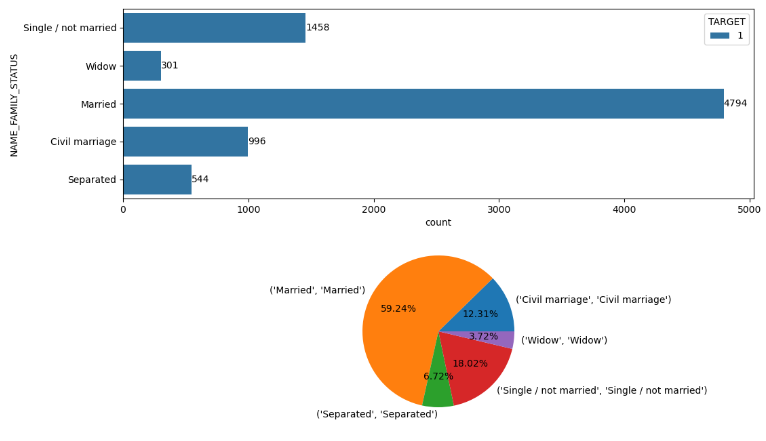 TARGET
1
Single / not married
1458
Widow
301
Married
4794
Civil marriage
996
Separated
544
NAME_FAMILY_STATUS
0 1000 2000 3000 4000 5000
count
('Married', 'Married')
59.24%
('Civil marriage', 'Civil marriage')
12.31%
('Widow', 'Widow')
3.72%
18.02%
('Single / not married', 'Single / not married')
6.72%
('Separated', 'Separated')